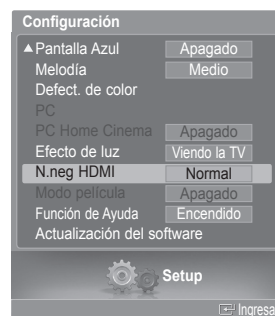 Configuración
▲Pantalla Azul Apagado
Melodía Medio
Defect. de color
PC
PC Home Cinema Apagado
Efecto de luz Viendo la TV
N.neg HDMI Normal
Modo película Apagado
Función de Ayuda Encendido
Actualización del software
Setup
Ingresa